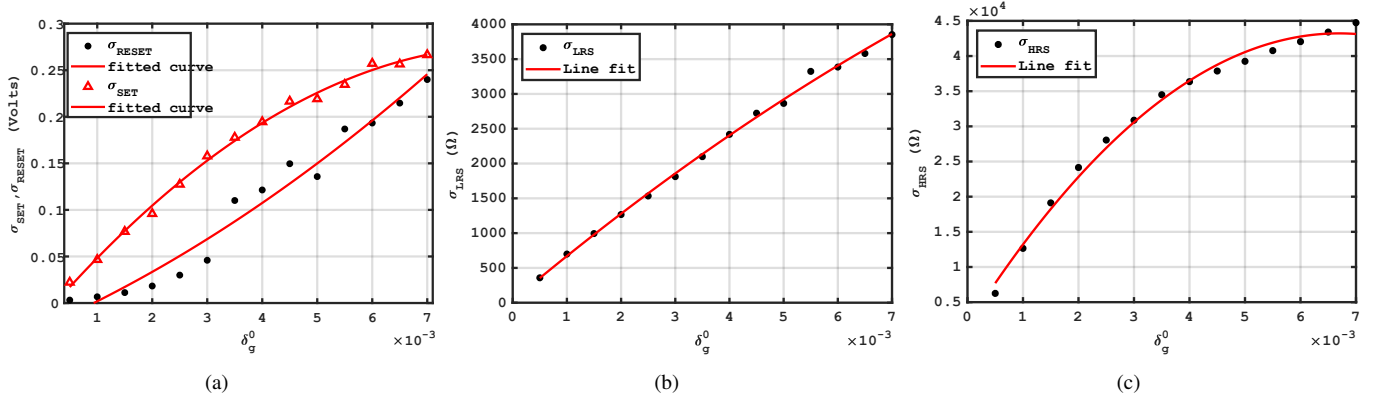 0.3
0.25
0.2
0.15
0.1
0.05
0
σSET,σRESET (Volts)
σRESET
fitted curve
σSET
fitted curve
1 2 3 4 5 6 7
δg0 ×10−3
(a)
4000
3500
3000
2500
2000
1500
1000
500
0
σLRS (Ω)
σLRS
Line fit
0 1 2 3 4 5 6 7
δg0 ×10−3
(b)
×104
4.5
4.0
3.5
3.0
2.5
2.0
1.5
1.0
0.5
σHRS (Ω)
σHRS
Line fit
0 1 2 3 4 5 6 7
δg0 ×10−3
(c)